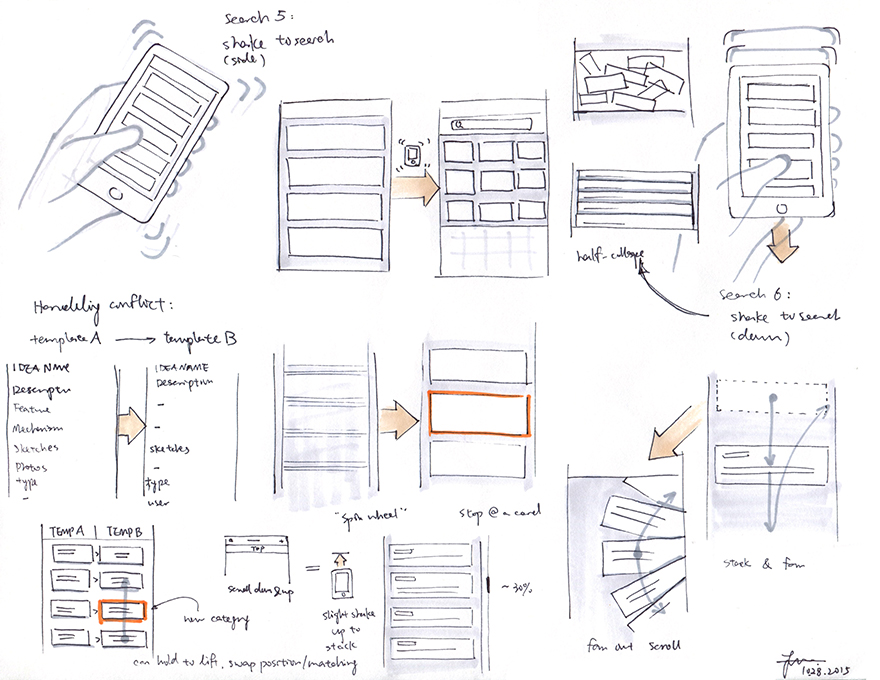 Search 5:
shake to search
(side)
half-collapse
Search 6:
shake to search
(down)
Handling conflict:
template A → template B
IDEA NAME
Descriptn
Feature
Mechanism
Sketches
Photos
type
–
IDEA NAME
Description
–
–
sketches
–
type
user
"spin wheel"
stop @ a card
stack & fan
fan out scroll
TEMP A | TEMP B
new category
can hold to lift, swap position/matching
TOP
scroll down & up
=
slight shake
up to
stack
~ 30%
10.28.2015